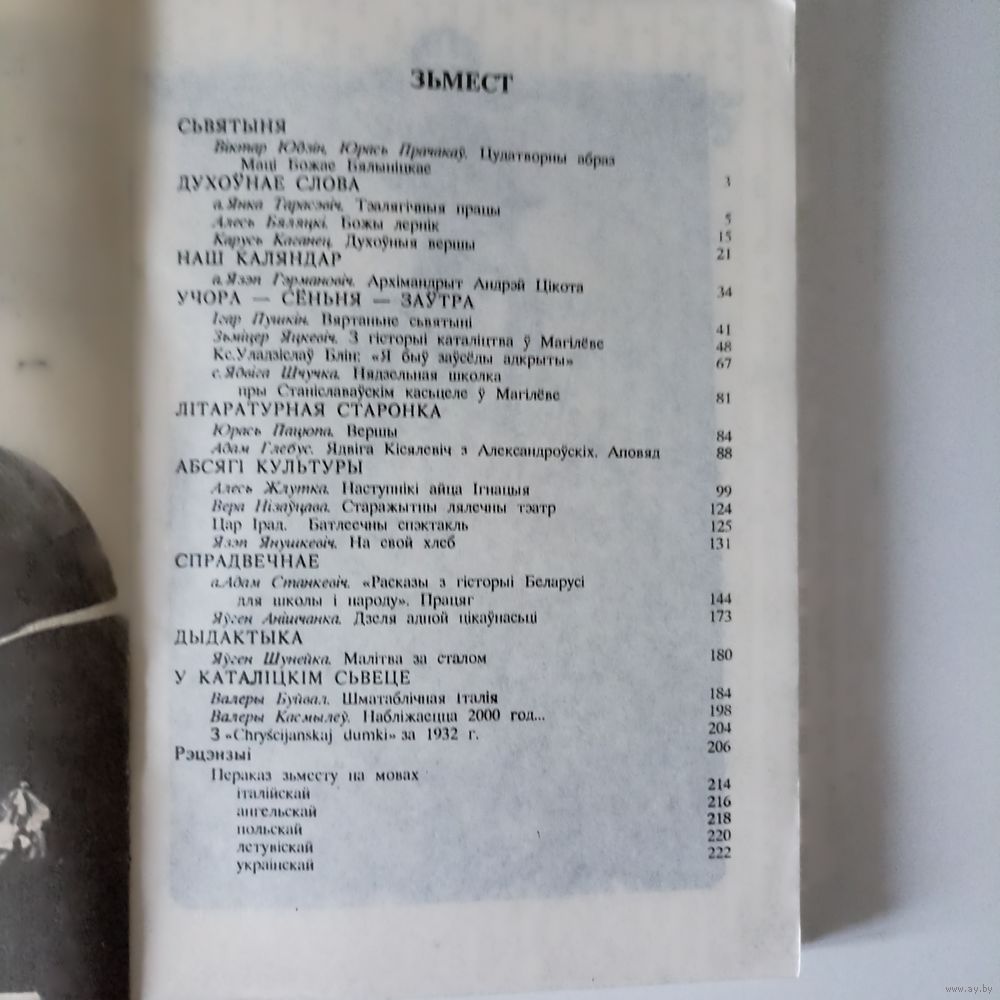 ЗЬМЕСТ
СЬВЯТЫНЯ
Віктар Юдзін, Юрась Прачакаў. Цудатворны абраз
Маці Божае Бялыніцкае 3
ДУХОЎНАЕ СЛОВА
а.Янка Тарасэвіч. Тэалягічныя працы 5
Алесь Бяляцкі. Божы лернік 15
Карусь Касанец. Духоўныя вершы 21
НАШ КАЛЯНДАР
а.Язэп Гэрмановіч. Архімандрыт Андрэй Цікота 34
УЧОРА — СЁНЬНЯ — ЗАЎТРА
Ігар Пушкін. Вяртаньне сьвятыні 41
Зьміцер Яцкевіч. З гісторыі каталіцтва ў Магілёве 48
Кс.Уладзіслаў Блін: «Я быў заўсёды адкрыты» 67
с.Ядвіга Шчучка. Нядзельная школка
пры Станіславаўскім касьцеле ў Магілёве 81
ЛІТАРАТУРНАЯ СТАРОНКА
Юрась Пацюпа. Вершы 84
Адам Глебус. Ядвіга Кісялевіч з Александроўскіх. Аповяд 88
АБСЯГІ КУЛЬТУРЫ
Алесь Жлутка. Наступнікі айца Ігнацыя 99
Вера Нізаўцава. Старажытны лялечны тэатр 124
Цар Ірад. Батлеечны спэктакль 125
Язэп Янушкевіч. На свой хлеб 131
СПРАДВЕЧНАЕ
а.Адам Станкевіч. «Расказы з гісторыі Беларусі
для школы і народу». Працяг 144
Яўген Анішчанка. Дзеля адной цікаўнасьці 173
ДЫДАКТЫКА
Яўген Шунейка. Малітва за сталом 180
У КАТАЛІЦКІМ СЬВЕЦЕ
Валеры Буйвал. Шматаблічная Італія 184
Валеры Касмылеў. Набліжаецца 2000 год... 198
З «Chryścijanskaj dumki» за 1932 г. 204
Рэцэнзыі 206
Пераказ зьместу на мовах
італійскай 214
ангельскай 216
польскай 218
летувіскай 220
украінскай 222
www.ay.by